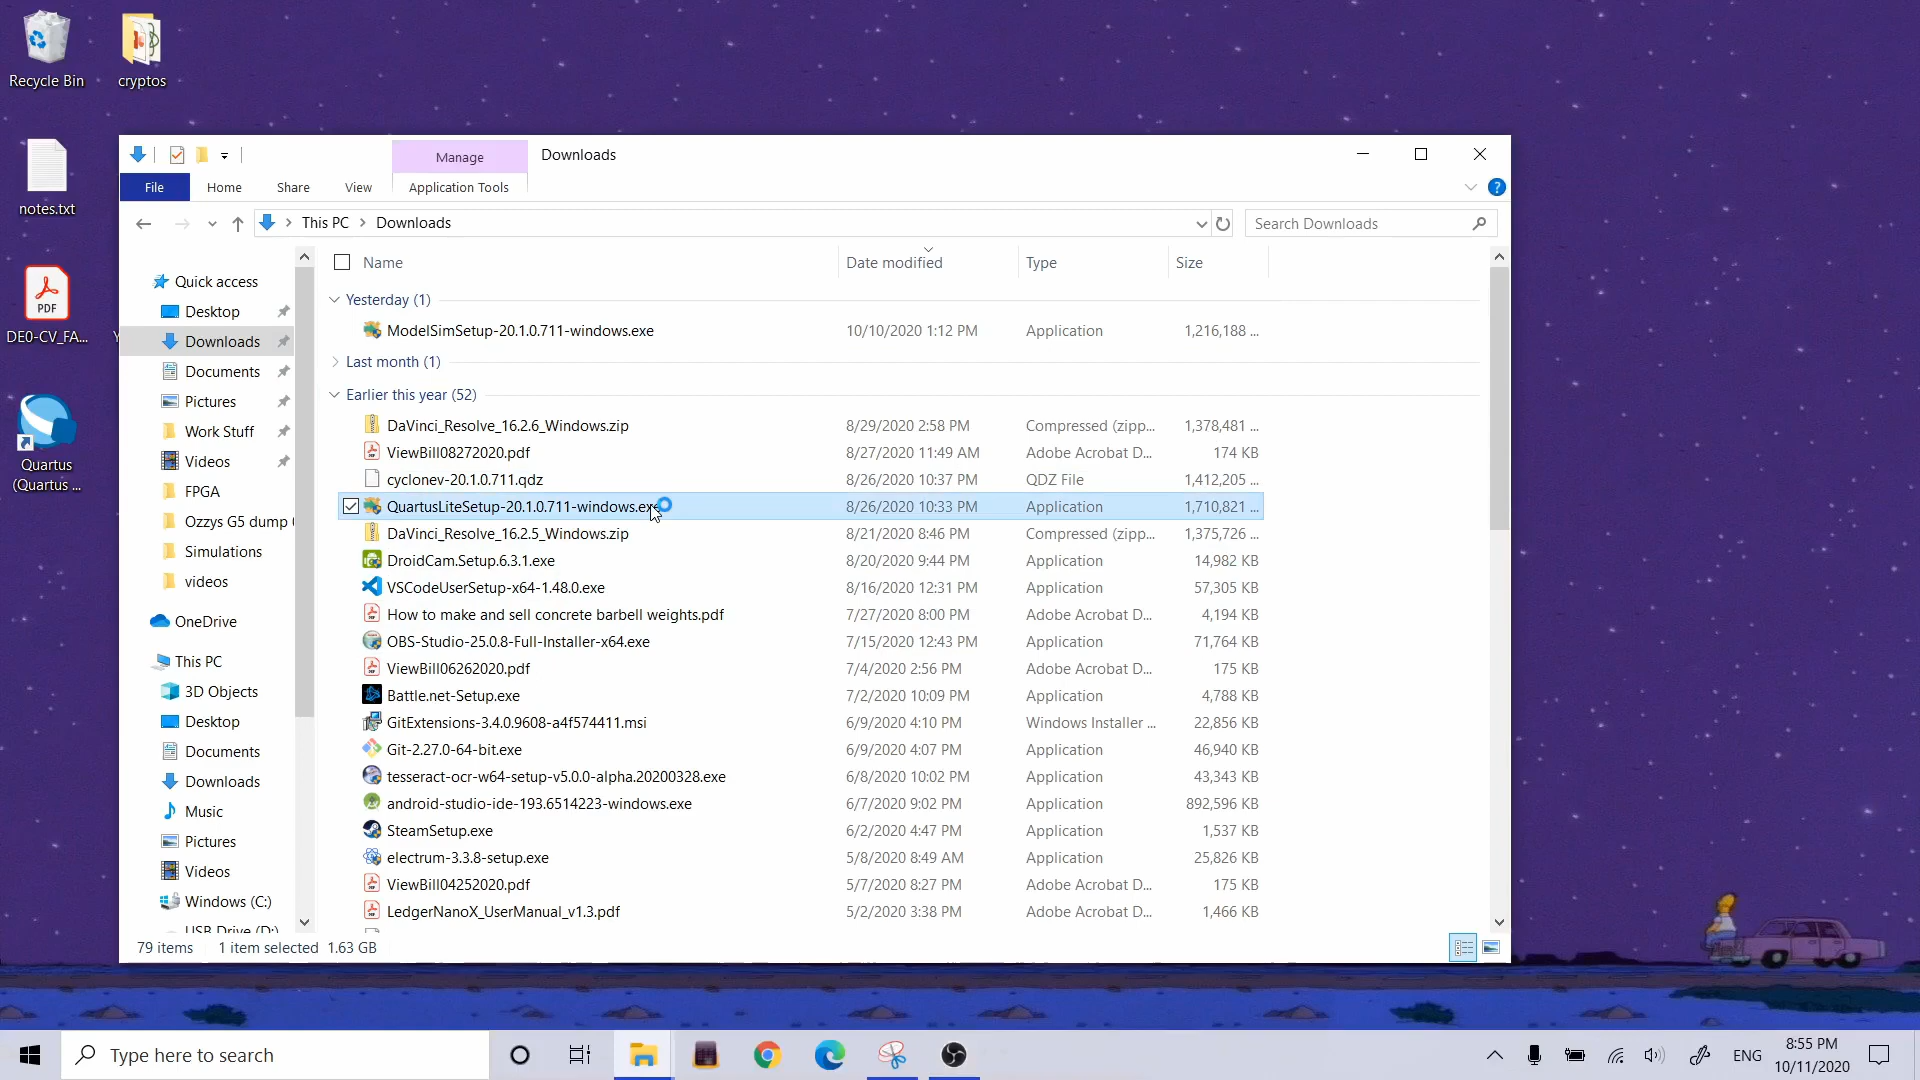 Recycle Bin
cryptos
notes.txt
PDF
DE0-CV_FA...
Quartus
(Quartus ...
Manage
Downloads
File
Home
Share
View
Application Tools
?
This PC
Downloads
Search Downloads
Quick access
Desktop
Downloads
Documents
Pictures
Work Stuff
Videos
FPGA
Ozzys G5 dump
Simulations
videos
OneDrive
This PC
3D Objects
Desktop
Documents
Downloads
Music
Pictures
Videos
Windows (C:)
USB Drive (D:)
Name Date modified Type Size
Yesterday (1)
ModelSimSetup-20.1.0.711-windows.exe 10/10/2020 1:12 PM Application 1,216,188 ...
Last month (1)
Earlier this year (52)
DaVinci_Resolve_16.2.6_Windows.zip 8/29/2020 2:58 PM Compressed (zipp... 1,378,481 ...
ViewBill08272020.pdf 8/27/2020 11:49 AM Adobe Acrobat D... 174 KB
cyclonev-20.1.0.711.qdz 8/26/2020 10:37 PM QDZ File 1,412,205 ...
QuartusLiteSetup-20.1.0.711-windows.exe 8/26/2020 10:33 PM Application 1,710,821 ...
DaVinci_Resolve_16.2.5_Windows.zip 8/21/2020 8:46 PM Compressed (zipp... 1,375,726 ...
DroidCam.Setup.6.3.1.exe 8/20/2020 9:44 PM Application 14,982 KB
VSCodeUserSetup-x64-1.48.0.exe 8/16/2020 12:31 PM Application 57,305 KB
How to make and sell concrete barbell weights.pdf 7/27/2020 8:00 PM Adobe Acrobat D... 4,194 KB
OBS-Studio-25.0.8-Full-Installer-x64.exe 7/15/2020 12:43 PM Application 71,764 KB
ViewBill06262020.pdf 7/4/2020 2:56 PM Adobe Acrobat D... 175 KB
Battle.net-Setup.exe 7/2/2020 10:09 PM Application 4,788 KB
GitExtensions-3.4.0.9608-a4f574411.msi 6/9/2020 4:10 PM Windows Installer ... 22,856 KB
Git-2.27.0-64-bit.exe 6/9/2020 4:07 PM Application 46,940 KB
tesseract-ocr-w64-setup-v5.0.0-alpha.20200328.exe 6/8/2020 10:02 PM Application 43,343 KB
android-studio-ide-193.6514223-windows.exe 6/7/2020 9:02 PM Application 892,596 KB
SteamSetup.exe 6/2/2020 4:47 PM Application 1,537 KB
electrum-3.3.8-setup.exe 5/8/2020 8:49 AM Application 25,826 KB
ViewBill04252020.pdf 5/7/2020 8:27 PM Adobe Acrobat D... 175 KB
LedgerNanoX_UserManual_v1.3.pdf 5/2/2020 3:38 PM Adobe Acrobat D... 1,466 KB
79 items 1 item selected 1.63 GB
Type here to search
ENG
8:55 PM
10/11/2020